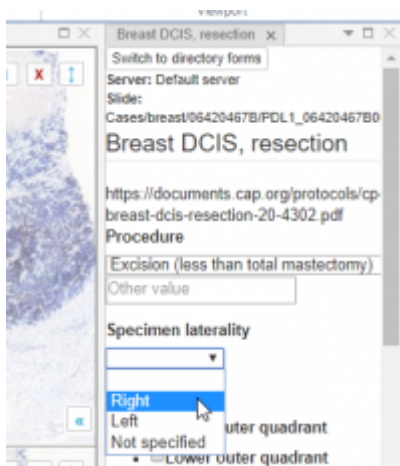 Viewport
Breast DCIS, resection x
Switch to directory forms
Server: Default server
Slide:
Cases/breast/06420467B/PDL1_06420467B0
Breast DCIS, resection
https://documents.cap.org/protocols/cp-
breast-dcis-resection-20-4302.pdf
Procedure
Excision (less than total mastectomy)
Other value
Specimen laterality
Right
Left
Not specified
uter quadrant
Lower outer quadrant